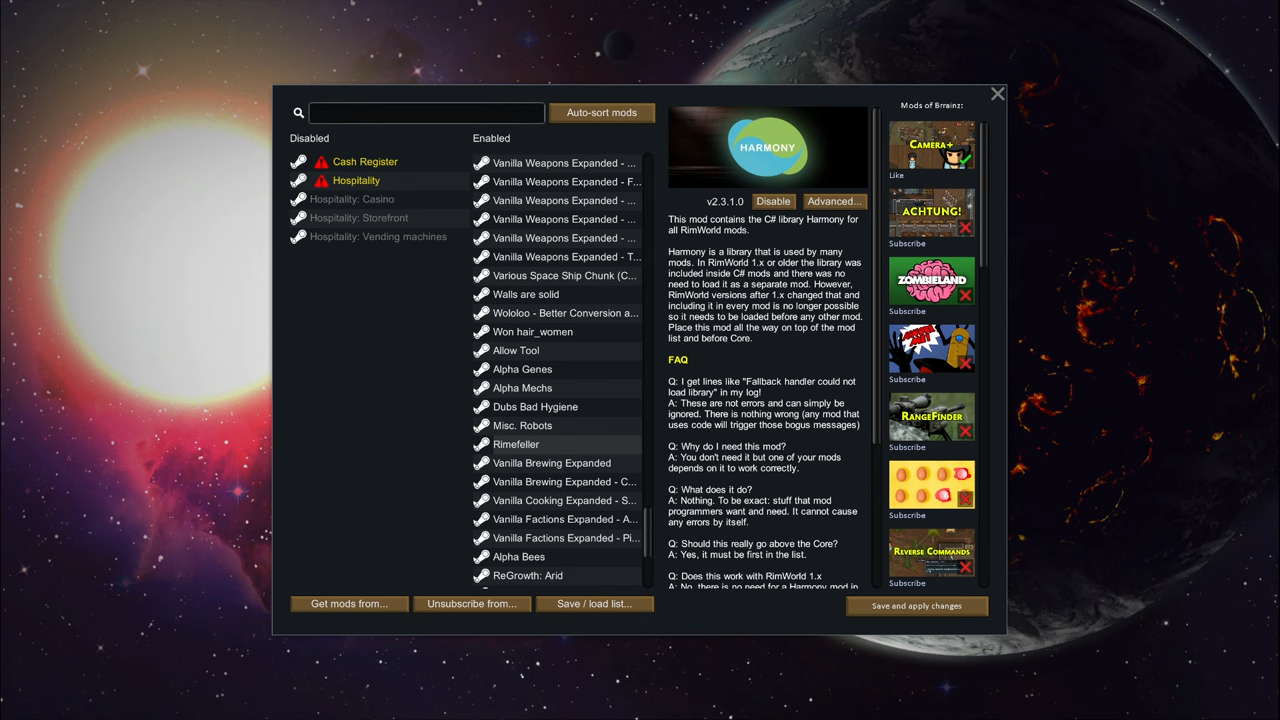 Auto-sort mods
Disabled
Cash Register
Hospitality
Hospitality: Casino
Hospitality: Storefront
Hospitality: Vending machines
Enabled
Vanilla Weapons Expanded - ...
Vanilla Weapons Expanded - F...
Vanilla Weapons Expanded - ...
Vanilla Weapons Expanded - ...
Vanilla Weapons Expanded - ...
Vanilla Weapons Expanded - T...
Various Space Ship Chunk (C...
Walls are solid
Wololoo - Better Conversion a...
Won hair_women
Allow Tool
Alpha Genes
Alpha Mechs
Dubs Bad Hygiene
Misc. Robots
Rimefeller
Vanilla Brewing Expanded
Vanilla Brewing Expanded - C...
Vanilla Cooking Expanded - S...
Vanilla Factions Expanded - A...
Vanilla Factions Expanded - Pi...
Alpha Bees
ReGrowth: Arid
Get mods from...
Unsubscribe from...
Save / load list...
HARMONY
v2.3.1.0
Disable
Advanced...
This mod contains the C# library Harmony for
all RimWorld mods.
Harmony is a library that is used by many
mods. In RimWorld 1.x or older the library was
included inside C# mods and there was no
need to load it as a separate mod. However,
RimWorld versions after 1.x changed that and
including it in every mod is no longer possible
so it needs to be loaded before any other mod.
Place this mod all the way on top of the mod
list and before Core.
FAQ
Q: I get lines like "Fallback handler could not
load library" in my log!
A: These are not errors and can simply be
ignored. There is nothing wrong (any mod that
uses code will trigger those bogus messages)
Q: Why do I need this mod?
A: You don't need it but one of your mods
depends on it to work correctly.
Q: What does it do?
A: Nothing. To be exact: stuff that mod
programmers want and need. It cannot cause
any errors by itself.
Q: Should this really go above the Core?
A: Yes, it must be first in the list.
Q: Does this work with RimWorld 1.x
A: No, there is no need for a Harmony mod in
Mods of Brrainz:
CAMERA+
Like
ACHTUNG!
Subscribe
ZOMBIELAND
Subscribe
Subscribe
RANGEFINDER
Subscribe
Subscribe
REVERSE COMMANDS
Subscribe
Save and apply changes